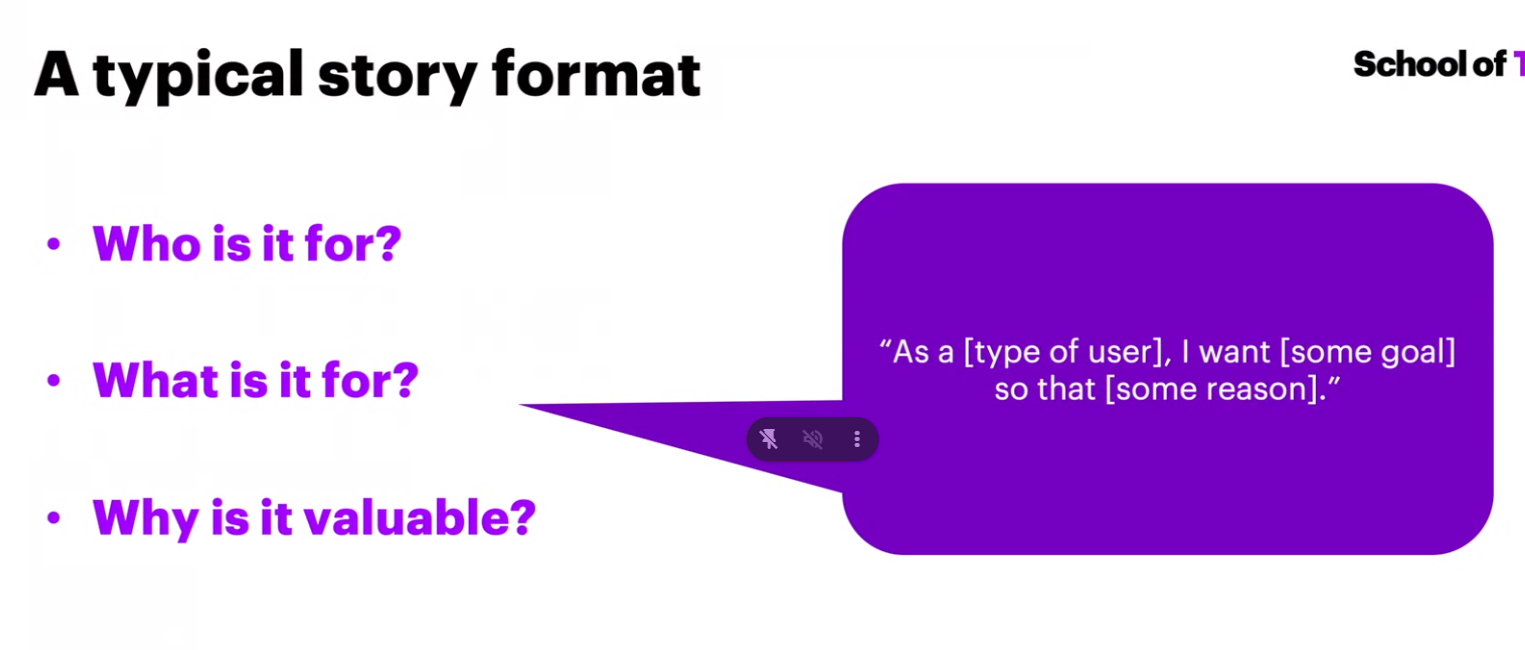 A typical story format
School of
• Who is it for?
• What is it for?
• Why is it valuable?
“As a [type of user], I want [some goal]
so that [some reason].”